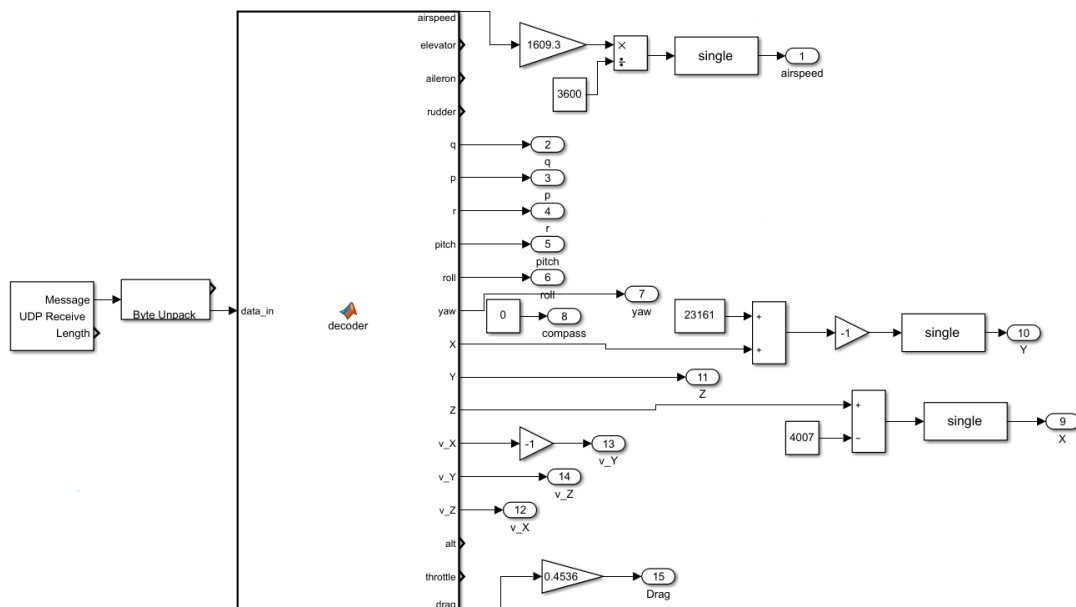 airspeed
elevator
aileron
rudder
q
p
r
pitch
roll
yaw
X
Y
Z
v_X
v_Y
v_Z
alt
throttle
drag
data_in
decoder
Message
UDP Receive
Length
Byte Unpack
1609.3
×
÷
3600
single
1
airspeed
2
q
3
p
4
r
5
pitch
6
roll
7
yaw
0
8
compass
23161
+
+
-1
single
10
Y
11
Z
4007
+
−
single
9
X
-1
13
v_Y
14
v_Z
12
v_X
0.4536
15
Drag